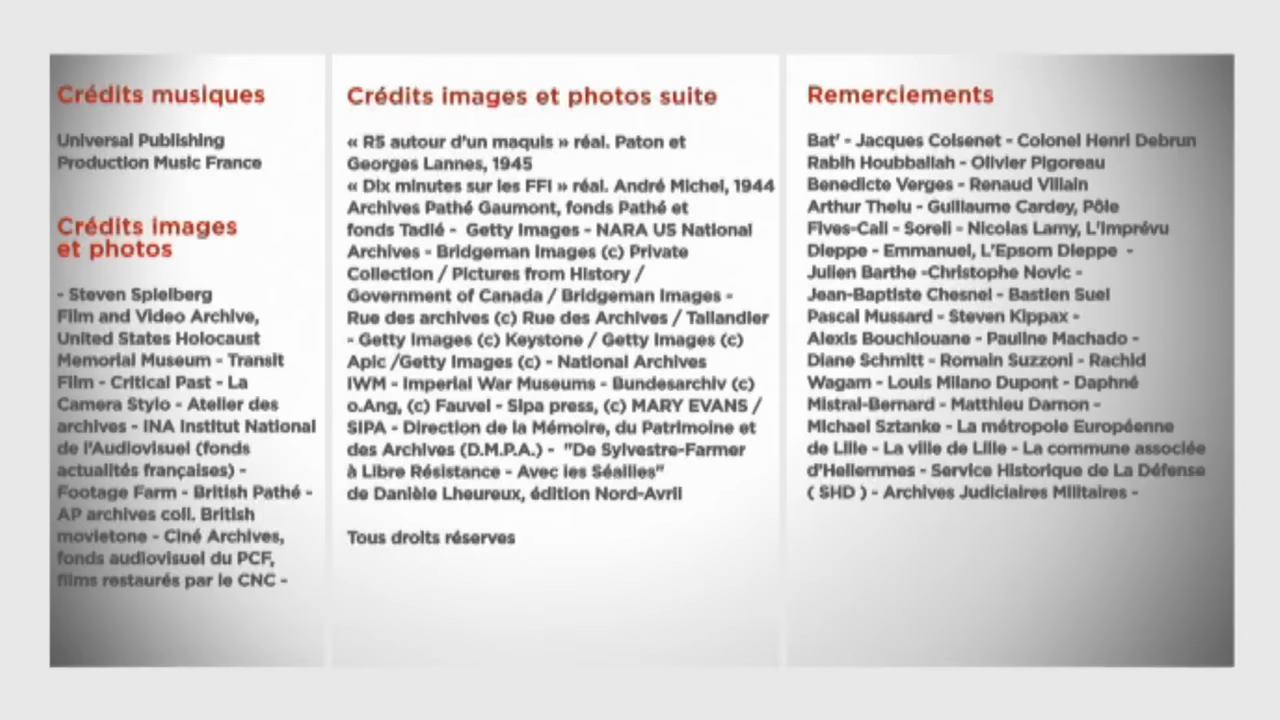 Crédits musiques
Universal Publishing
Production Music France
Crédits images
et photos
- Steven Spielberg
Film and Video Archive,
United States Holocaust
Memorial Museum - Transit
Film - Critical Past - La
Camera Stylo - Atelier des
archives - INA Institut National
de l'Audiovisuel (fonds
actualités françaises) -
Footage Farm - British Pathé -
AP archives coll. British
movietone - Ciné Archives,
fonds audiovisuel du PCF,
films restaurés par le CNC -
Crédits images et photos suite
« R5 autour d'un maquis » réal. Paton et
Georges Lannes, 1945
« Dix minutes sur les FFI » réal. André Michel, 1944
Archives Pathé Gaumont, fonds Pathé et
fonds Tadié - Getty Images - NARA US National
Archives - Bridgeman Images (c) Private
Collection / Pictures from History /
Government of Canada / Bridgeman Images -
Rue des archives (c) Rue des Archives / Tallandier
- Getty Images (c) Keystone / Getty Images (c)
Apic /Getty Images (c) - National Archives
IWM - Imperial War Museums - Bundesarchiv (c)
o.Ang, (c) Fauvel - Sipa press, (c) MARY EVANS /
SIPA - Direction de la Mémoire, du Patrimoine et
des Archives (D.M.P.A.) - "De Sylvestre-Farmer
à Libre Résistance - Avec les Séailles"
de Danièle Lheureux, édition Nord-Avril
Tous droits réserves
Remerciements
Bat' - Jacques Coisenet - Colonel Henri Debrun
Rabih Houbballah - Olivier Pigoreau
Benedicte Verges - Renaud Villain
Arthur Thelu - Guillaume Cardey, Pôle
Fives-Cail - Soreli - Nicolas Lamy, L'Imprévu
Dieppe - Emmanuel, L'Epsom Dieppe -
Julien Barthe -Christophe Novic -
Jean-Baptiste Chesnel - Bastien Suel
Pascal Mussard - Steven Kippax -
Alexis Bouchiouane - Pauline Machado -
Diane Schmitt - Romain Suzzoni - Rachid
Wagam - Louis Milano Dupont - Daphné
Mistral-Bernard - Matthieu Damon -
Michael Sztanke - La métropole Européenne
de Lille - La ville de Lille - La commune associée
d'Hellemmes - Service Historique de La Défense
( SHD ) - Archives Judiciaires Militaires -